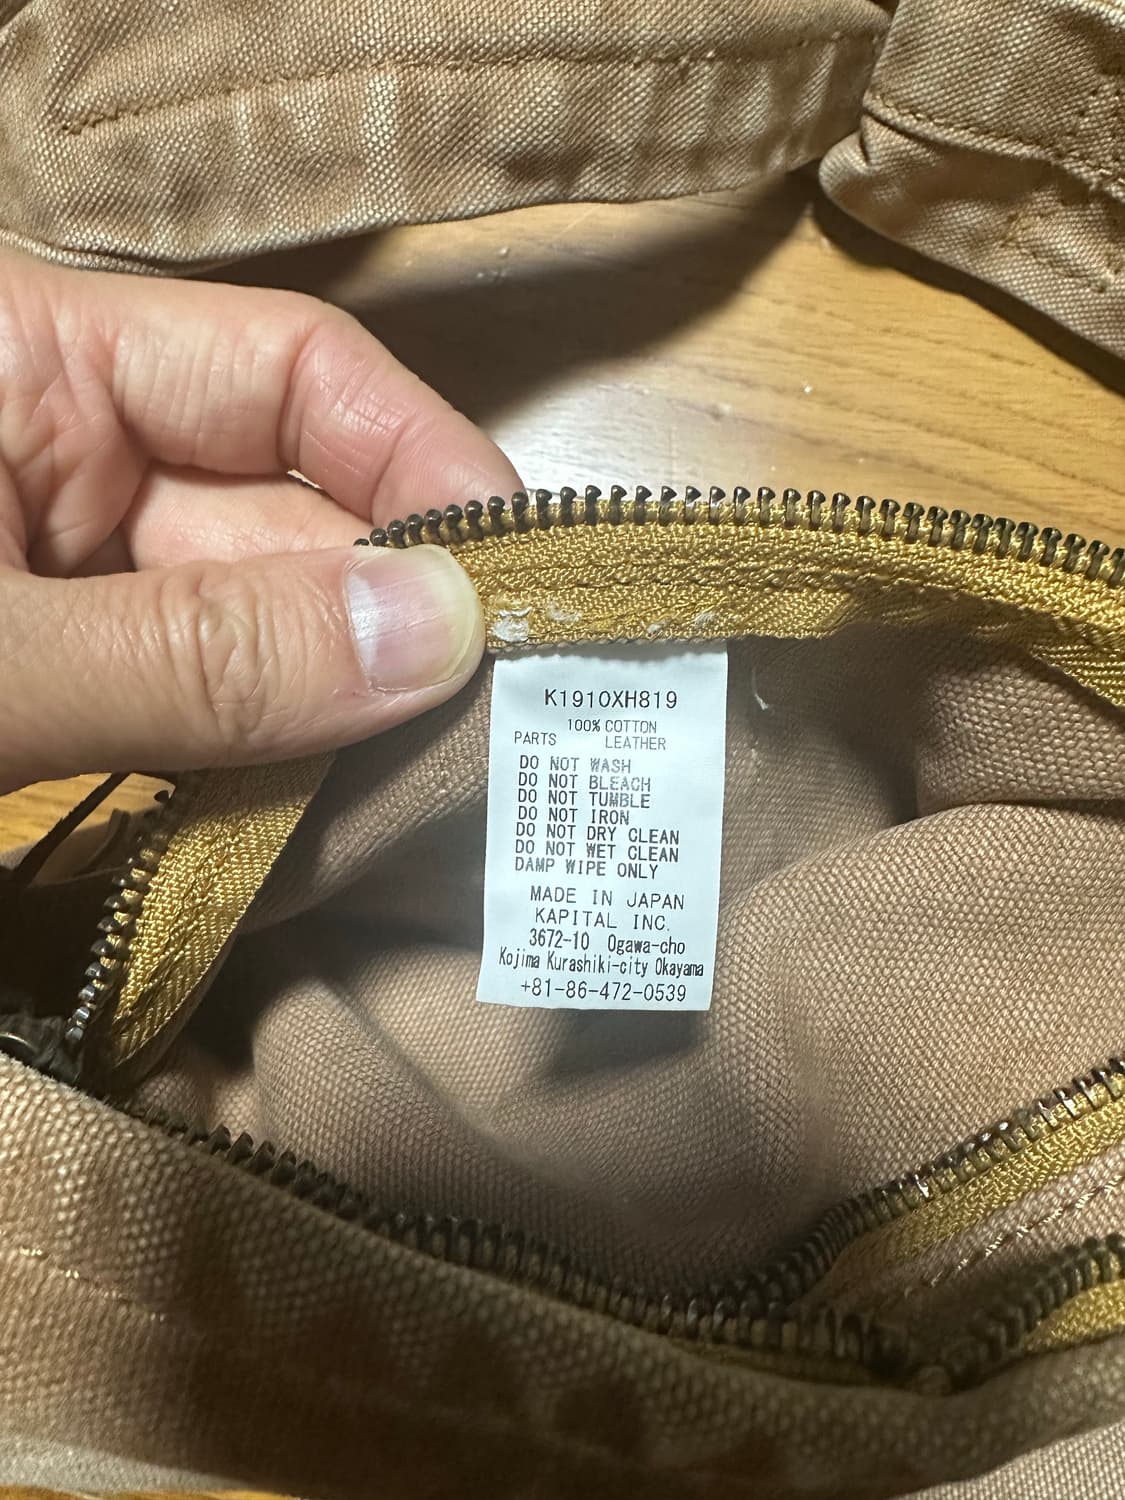 K1910XH819
100% COTTON
PARTS LEATHER
DO NOT WASH
DO NOT BLEACH
DO NOT TUMBLE
DO NOT IRON
DO NOT DRY CLEAN
DO NOT WET CLEAN
DAMP WIPE ONLY
MADE IN JAPAN
KAPITAL INC.
3672-10 Ogawa-cho
Kojima Kurashiki-city Okayama
+81-86-472-0539